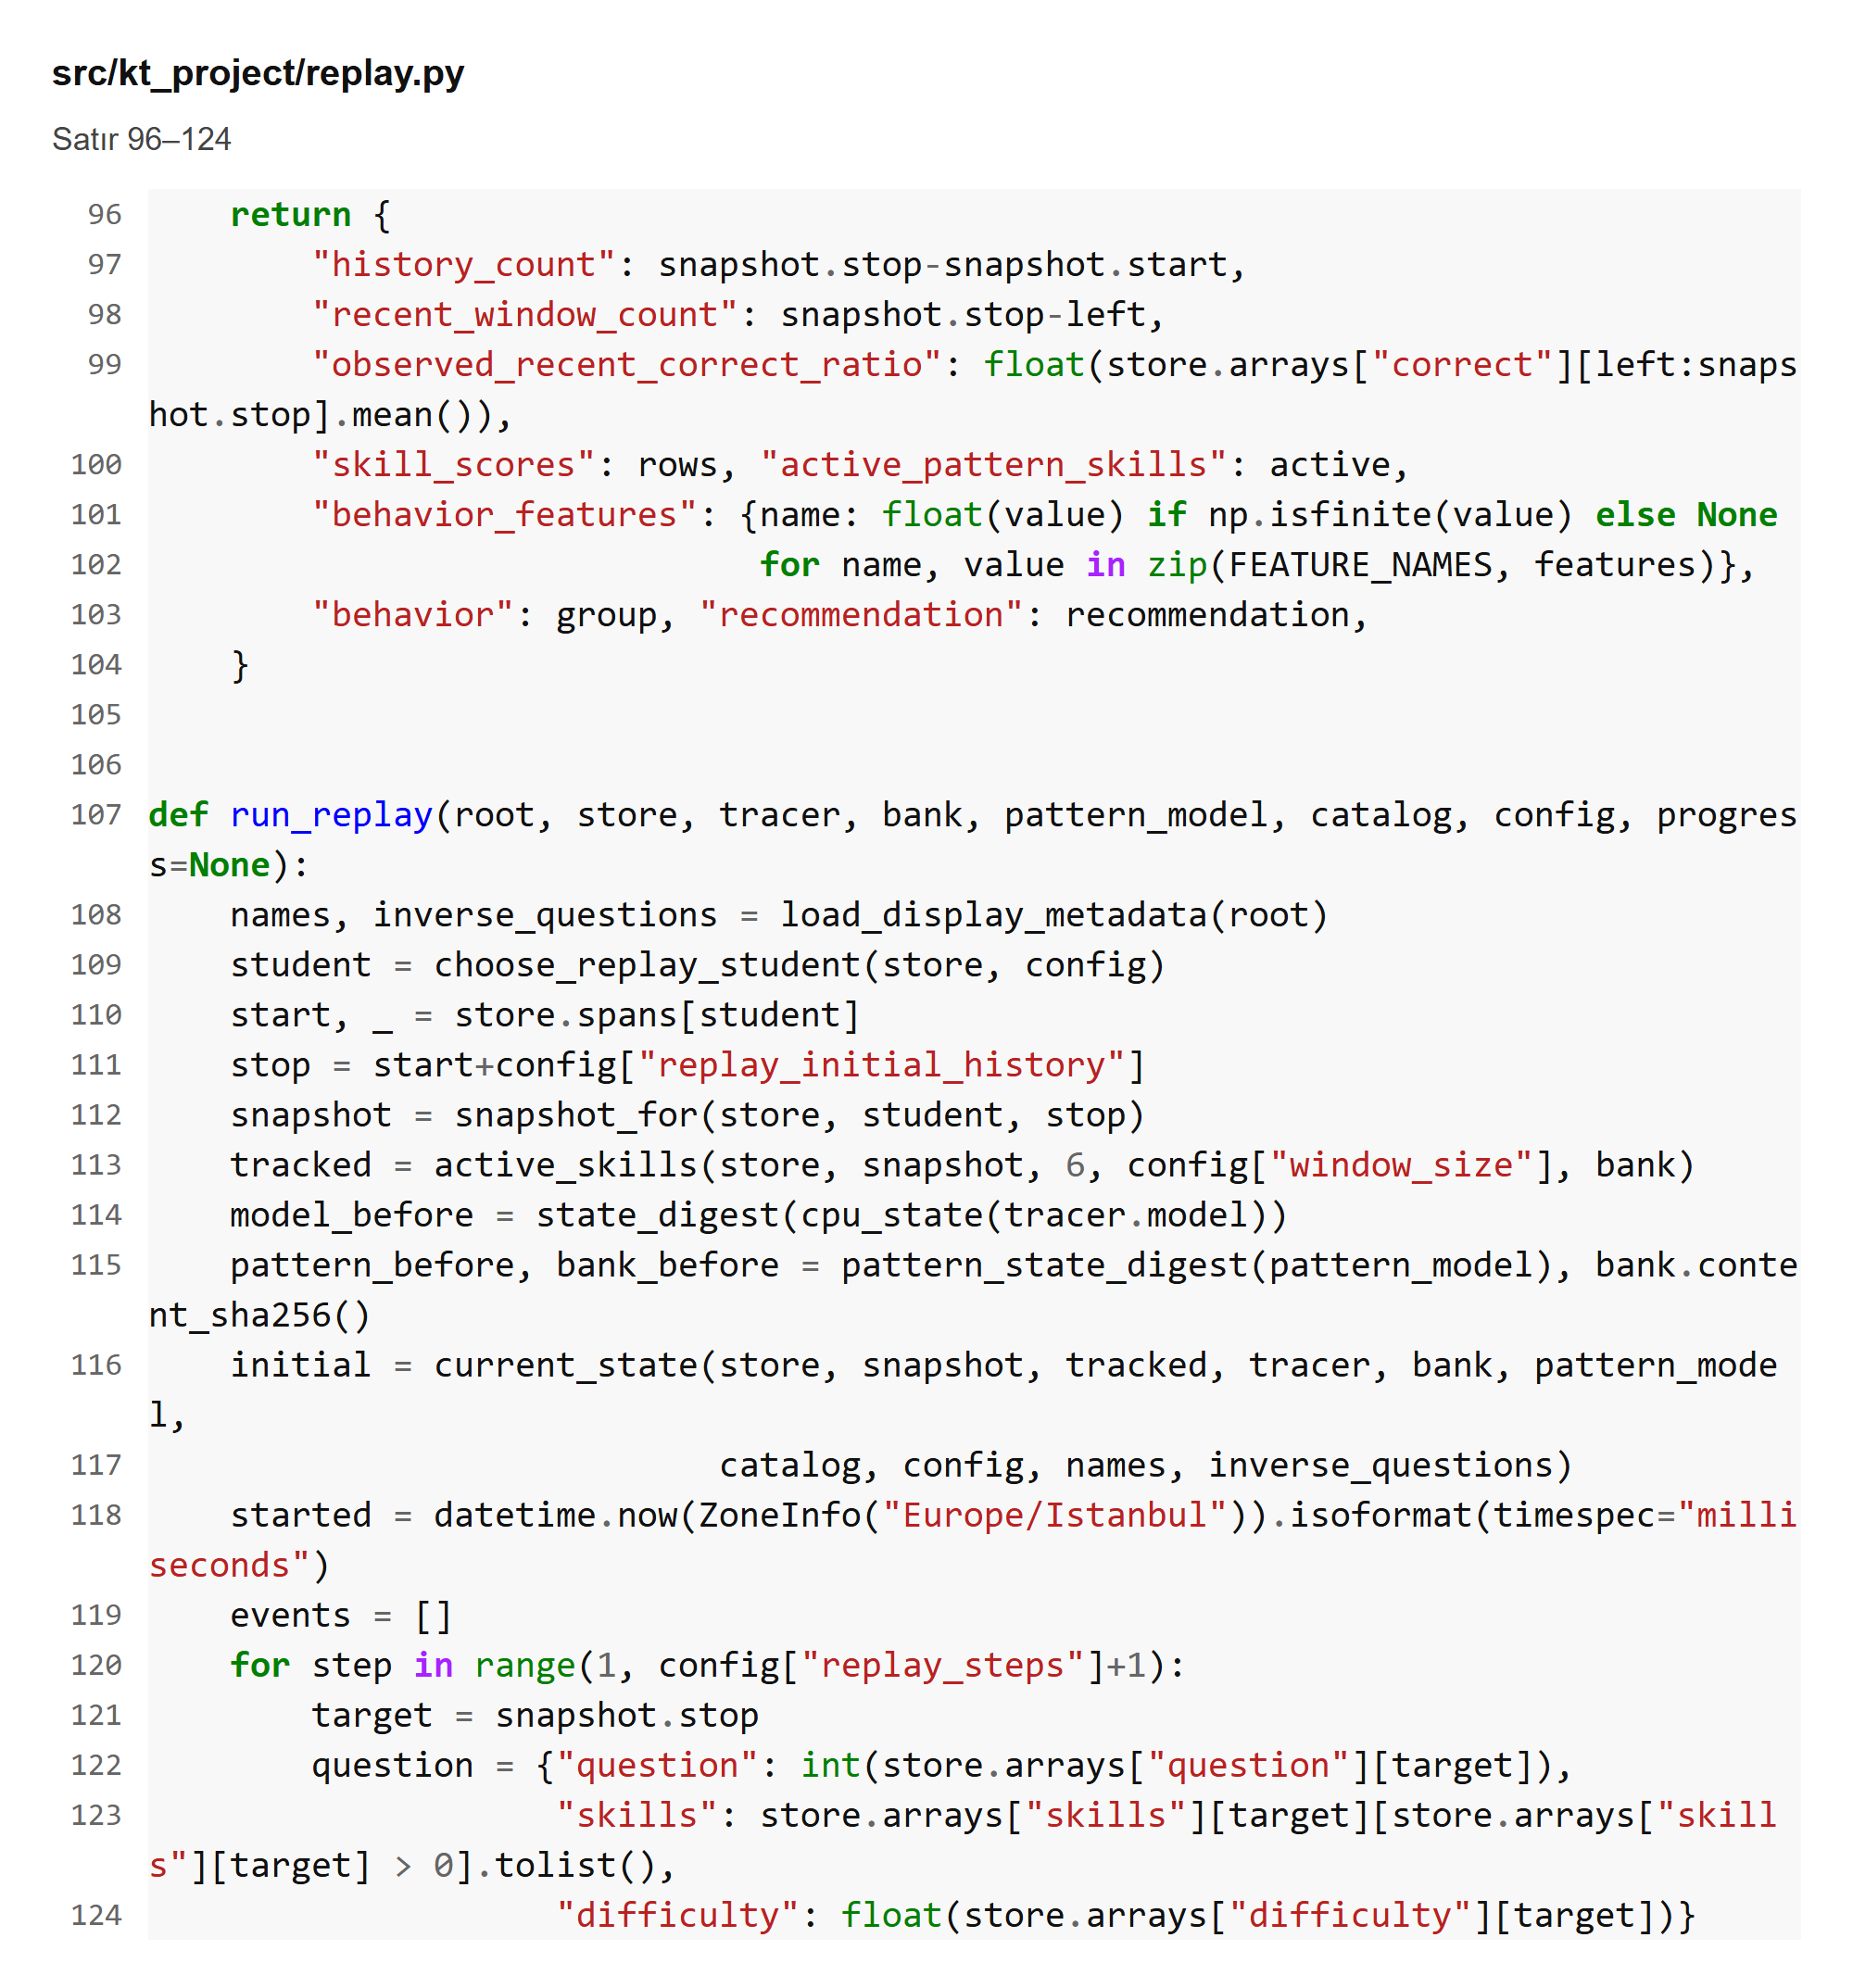 src/kt_project/replay.py
Satır 96–124
96     return {
97         "history_count": snapshot.stop-snapshot.start,
98         "recent_window_count": snapshot.stop-left,
99         "observed_recent_correct_ratio": float(store.arrays["correct"][left:snaps
hot.stop].mean()),
100         "skill_scores": rows, "active_pattern_skills": active,
101         "behavior_features": {name: float(value) if np.isfinite(value) else None
102                               for name, value in zip(FEATURE_NAMES, features)},
103         "behavior": group, "recommendation": recommendation,
104     }
105
106
107 def run_replay(root, store, tracer, bank, pattern_model, catalog, config, progres
s=None):
108     names, inverse_questions = load_display_metadata(root)
109     student = choose_replay_student(store, config)
110     start, _ = store.spans[student]
111     stop = start+config["replay_initial_history"]
112     snapshot = snapshot_for(store, student, stop)
113     tracked = active_skills(store, snapshot, 6, config["window_size"], bank)
114     model_before = state_digest(cpu_state(tracer.model))
115     pattern_before, bank_before = pattern_state_digest(pattern_model), bank.conte
nt_sha256()
116     initial = current_state(store, snapshot, tracked, tracer, bank, pattern_mode
l,
117                             catalog, config, names, inverse_questions)
118     started = datetime.now(ZoneInfo("Europe/Istanbul")).isoformat(timespec="milli
seconds")
119     events = []
120     for step in range(1, config["replay_steps"]+1):
121         target = snapshot.stop
122         question = {"question": int(store.arrays["question"][target]),
123                     "skills": store.arrays["skills"][target][store.arrays["skill
s"][target] > 0].tolist(),
124                     "difficulty": float(store.arrays["difficulty"][target])}